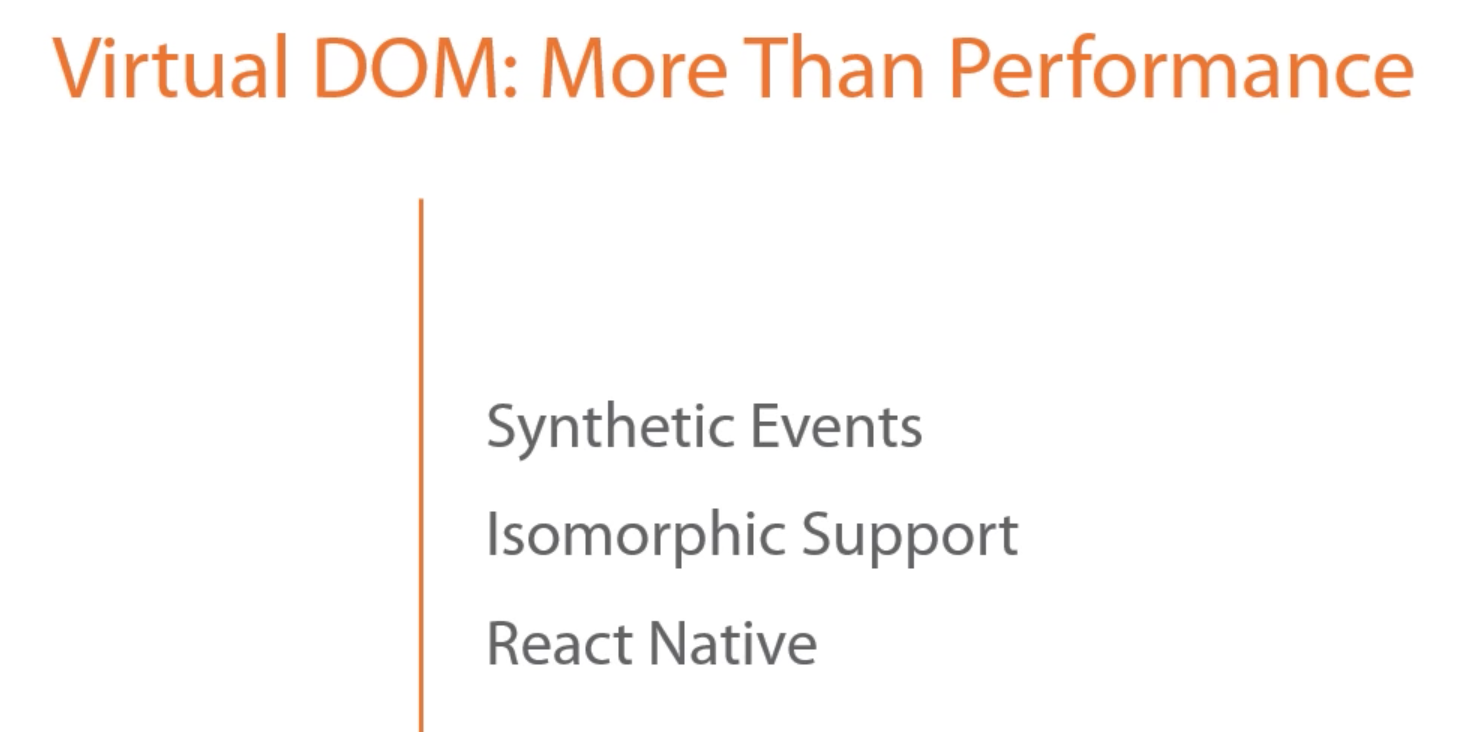 Virtual DOM: More Than Performance
Synthetic Events
Isomorphic Support
React Native